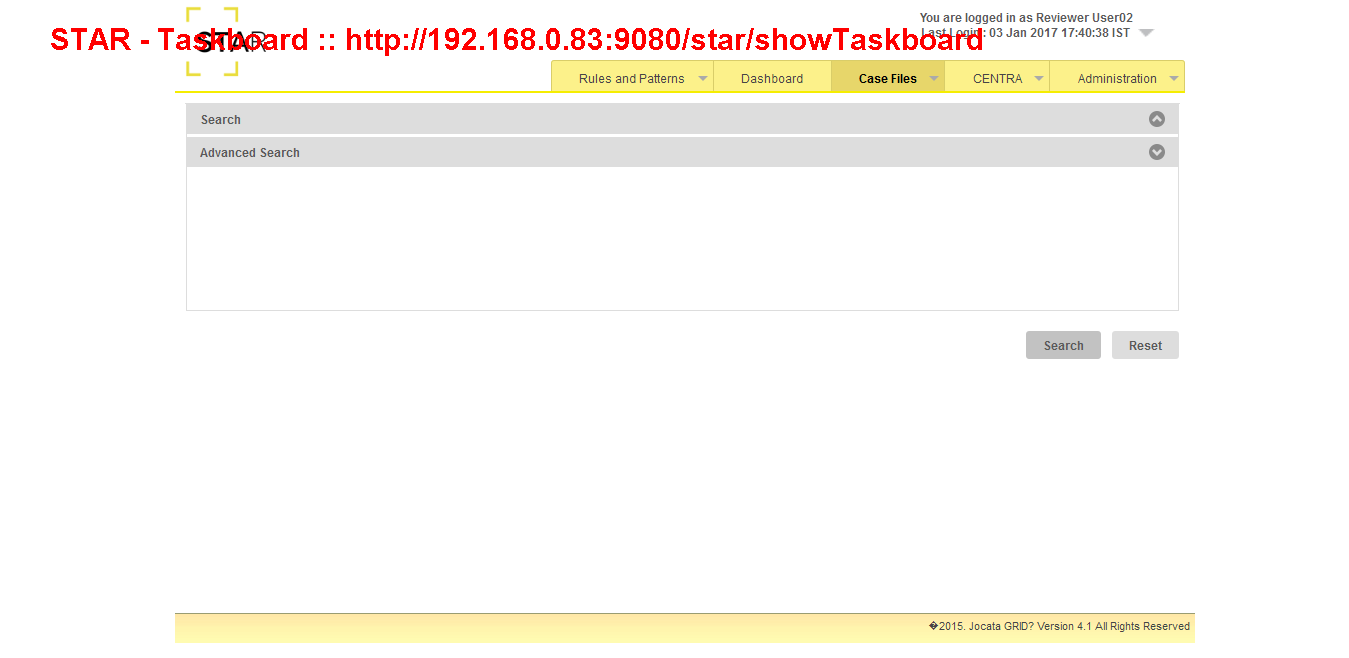 You are logged in as Reviewer User02
STAR
STAR - Taskboard :: http://192.168.0.83:9080/star/showTaskboard
Last Login : 03 Jan 2017 17:40:38 IST
Rules and Patterns Dashboard Case Files CENTRA Administration
Search
Advanced Search
Search Reset
�2015. Jocata GRID? Version 4.1 All Rights Reserved